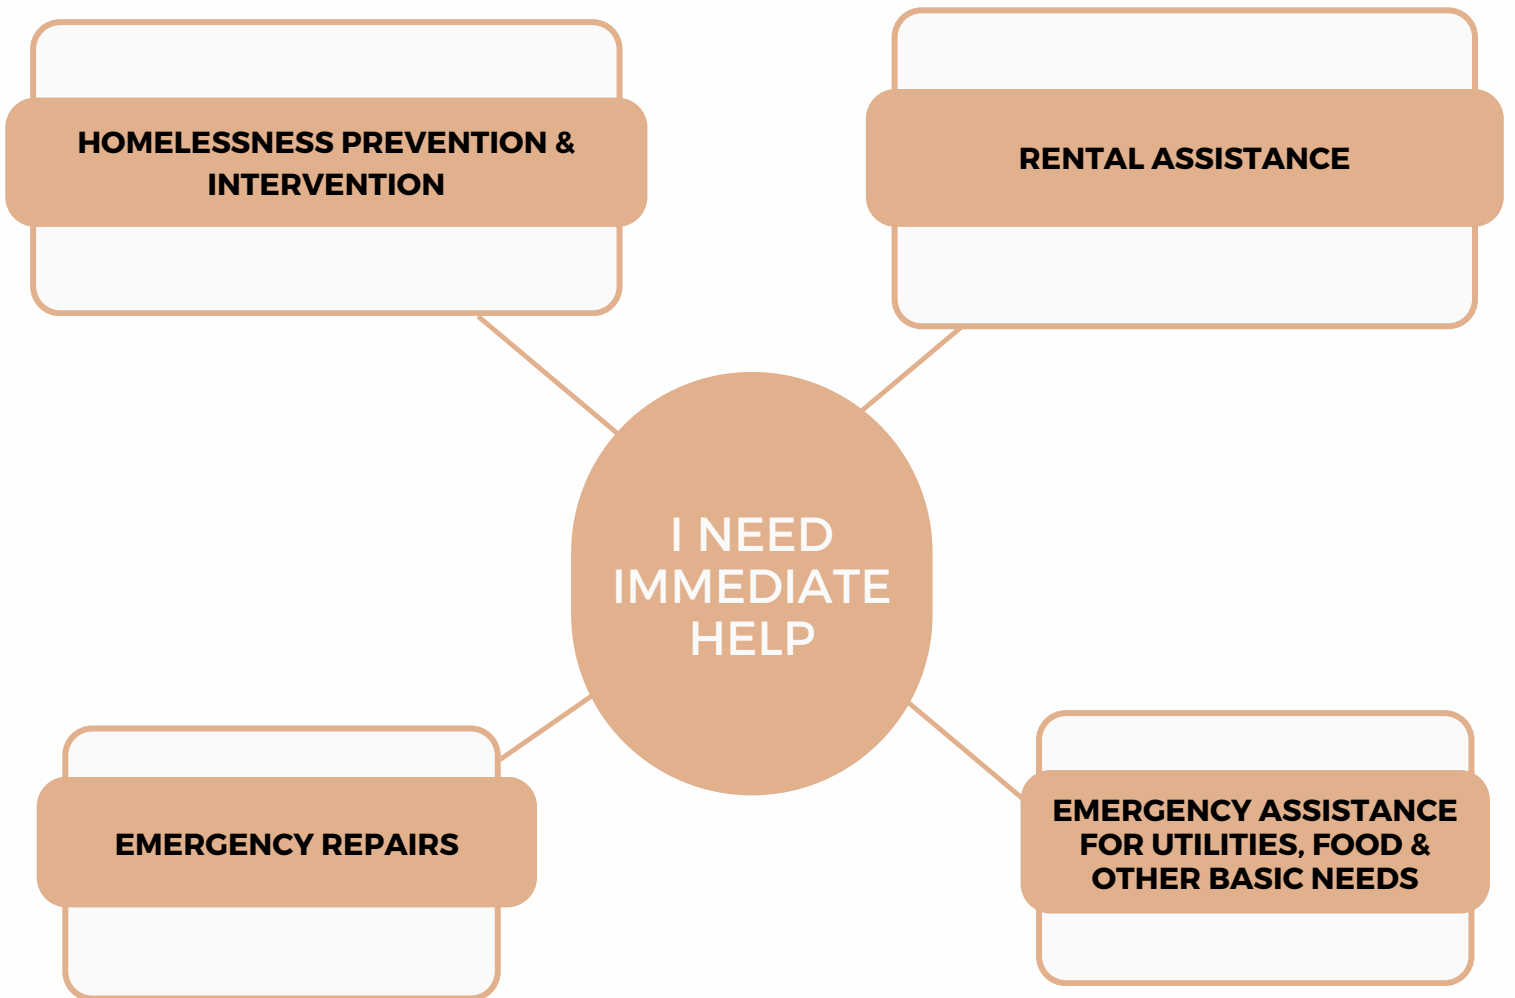 HOMELESSNESS PREVENTION &
INTERVENTION
RENTAL ASSISTANCE
I NEED
IMMEDIATE
HELP
EMERGENCY REPAIRS
EMERGENCY ASSISTANCE
FOR UTILITIES, FOOD &
OTHER BASIC NEEDS